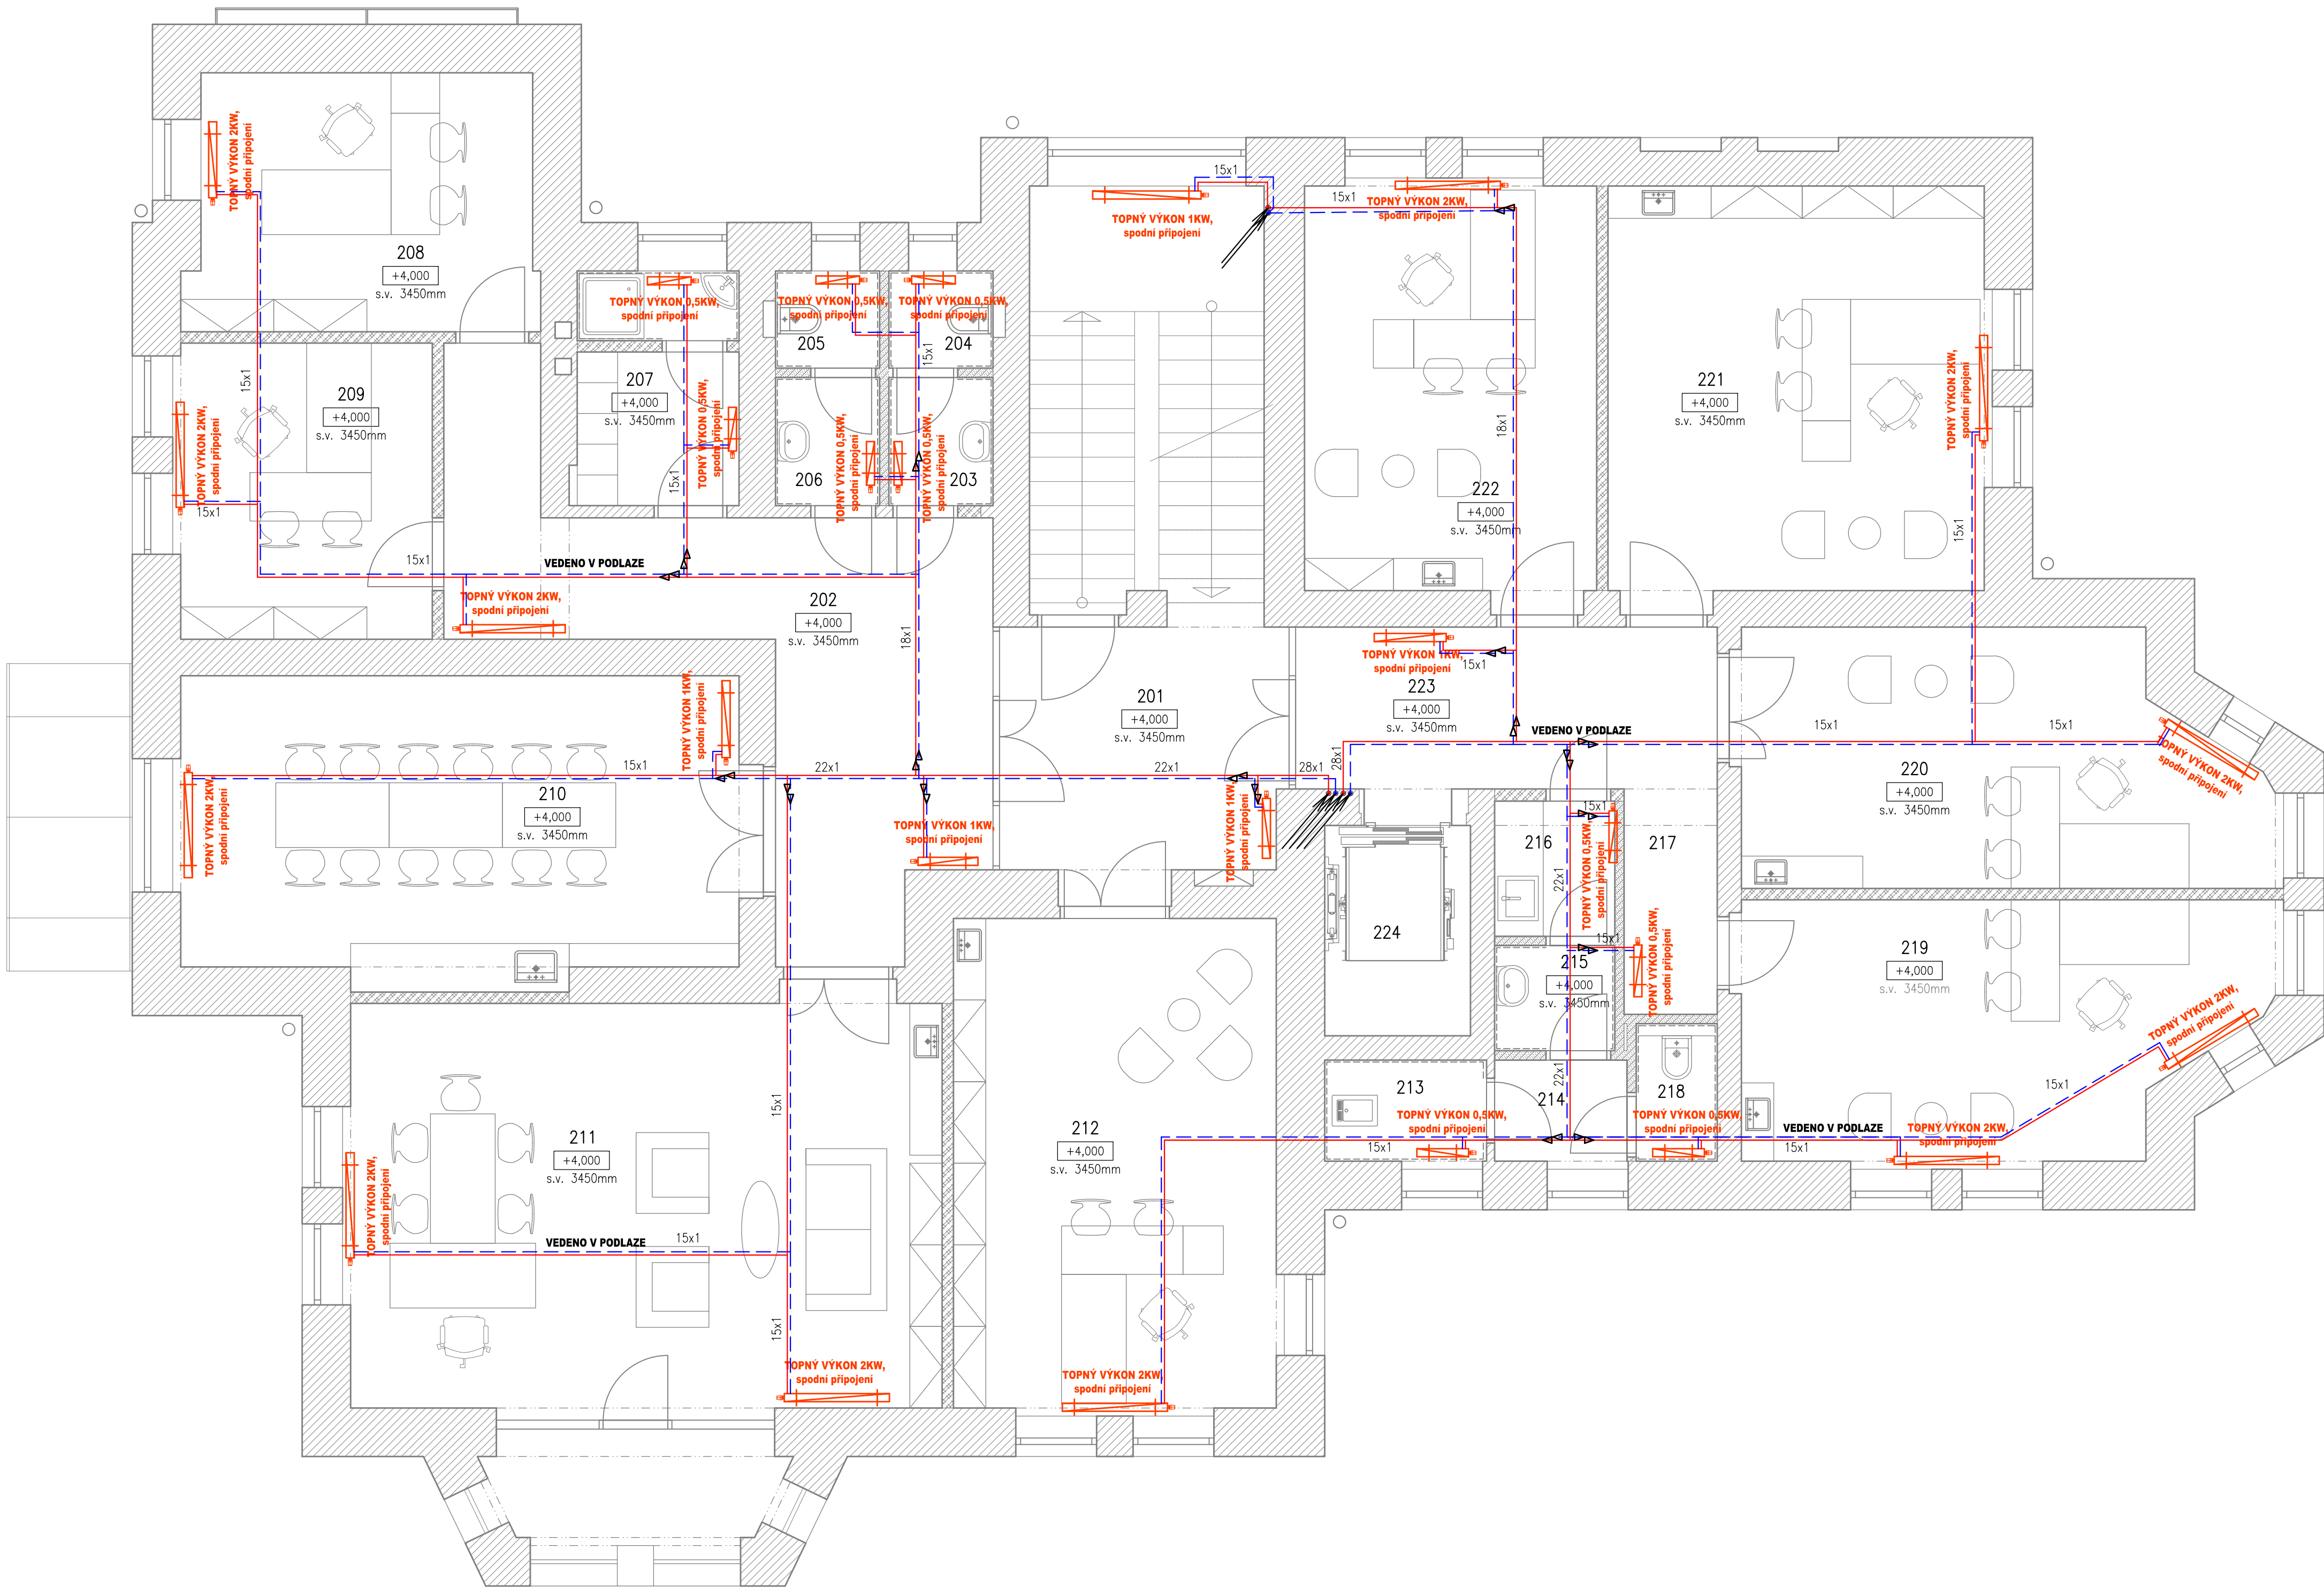 15x1
TOPNÝ VÝKON 1KW,
spodní připojení
15x1
TOPNÝ VÝKON 2KW,
spodní připojení
TOPNÝ VÝKON 2KW,
spodní připojení
208
+4,000
s.v. 3450mm
TOPNÝ VÝKON 0,5KW,
spodní připojení
TOPNÝ VÝKON 0,5KW,
spodní připojení
TOPNÝ VÝKON 0,5KW,
spodní připojení
205
204
15x1
15x1
209
+4,000
s.v. 3450mm
TOPNÝ VÝKON 2KW,
spodní připojení
15x1
207
+4,000
s.v. 3450mm
TOPNÝ VÝKON 0,5KW,
spodní připojení
15x1
206
TOPNÝ VÝKON 0,5KW,
spodní připojení
TOPNÝ VÝKON 0,5KW,
spodní připojení
203
18x1
222
+4,000
s.v. 3450mm
221
+4,000
s.v. 3450mm
TOPNÝ VÝKON 2KW,
spodní připojení
15x1
15x1
VEDENO V PODLAZE
TOPNÝ VÝKON 2KW,
spodní připojení
202
+4,000
s.v. 3450mm
18x1
TOPNÝ VÝKON 1KW,
spodní připojení
201
+4,000
s.v. 3450mm
TOPNÝ VÝKON 1KW,
spodní připojení
15x1
223
+4,000
s.v. 3450mm
VEDENO V PODLAZE
15x1
15x1
TOPNÝ VÝKON 2KW,
spodní připojení
15x1
22x1
22x1
28x1
28x1
TOPNÝ VÝKON 2KW,
spodní připojení
210
+4,000
s.v. 3450mm
TOPNÝ VÝKON 1KW,
spodní připojení
TOPNÝ VÝKON 1KW,
spodní připojení
220
+4,000
s.v. 3450mm
216
15x1
TOPNÝ VÝKON 0,5KW,
spodní připojení
22x1
217
224
15x1
TOPNÝ VÝKON 0,5KW,
spodní připojení
215
+4,000
s.v. 3450mm
219
+4,000
s.v. 3450mm
TOPNÝ VÝKON 2KW,
spodní připojení
15x1
22x1
213
214
218
TOPNÝ VÝKON 0,5KW,
spodní připojení
15x1
TOPNÝ VÝKON 0,5KW,
spodní připojení
VEDENO V PODLAZE
15x1
TOPNÝ VÝKON 2KW,
spodní připojení
15x1
211
+4,000
s.v. 3450mm
212
+4,000
s.v. 3450mm
TOPNÝ VÝKON 2KW,
spodní připojení
VEDENO V PODLAZE
15x1
15x1
TOPNÝ VÝKON 2KW,
spodní připojení
TOPNÝ VÝKON 2KW,
spodní připojení